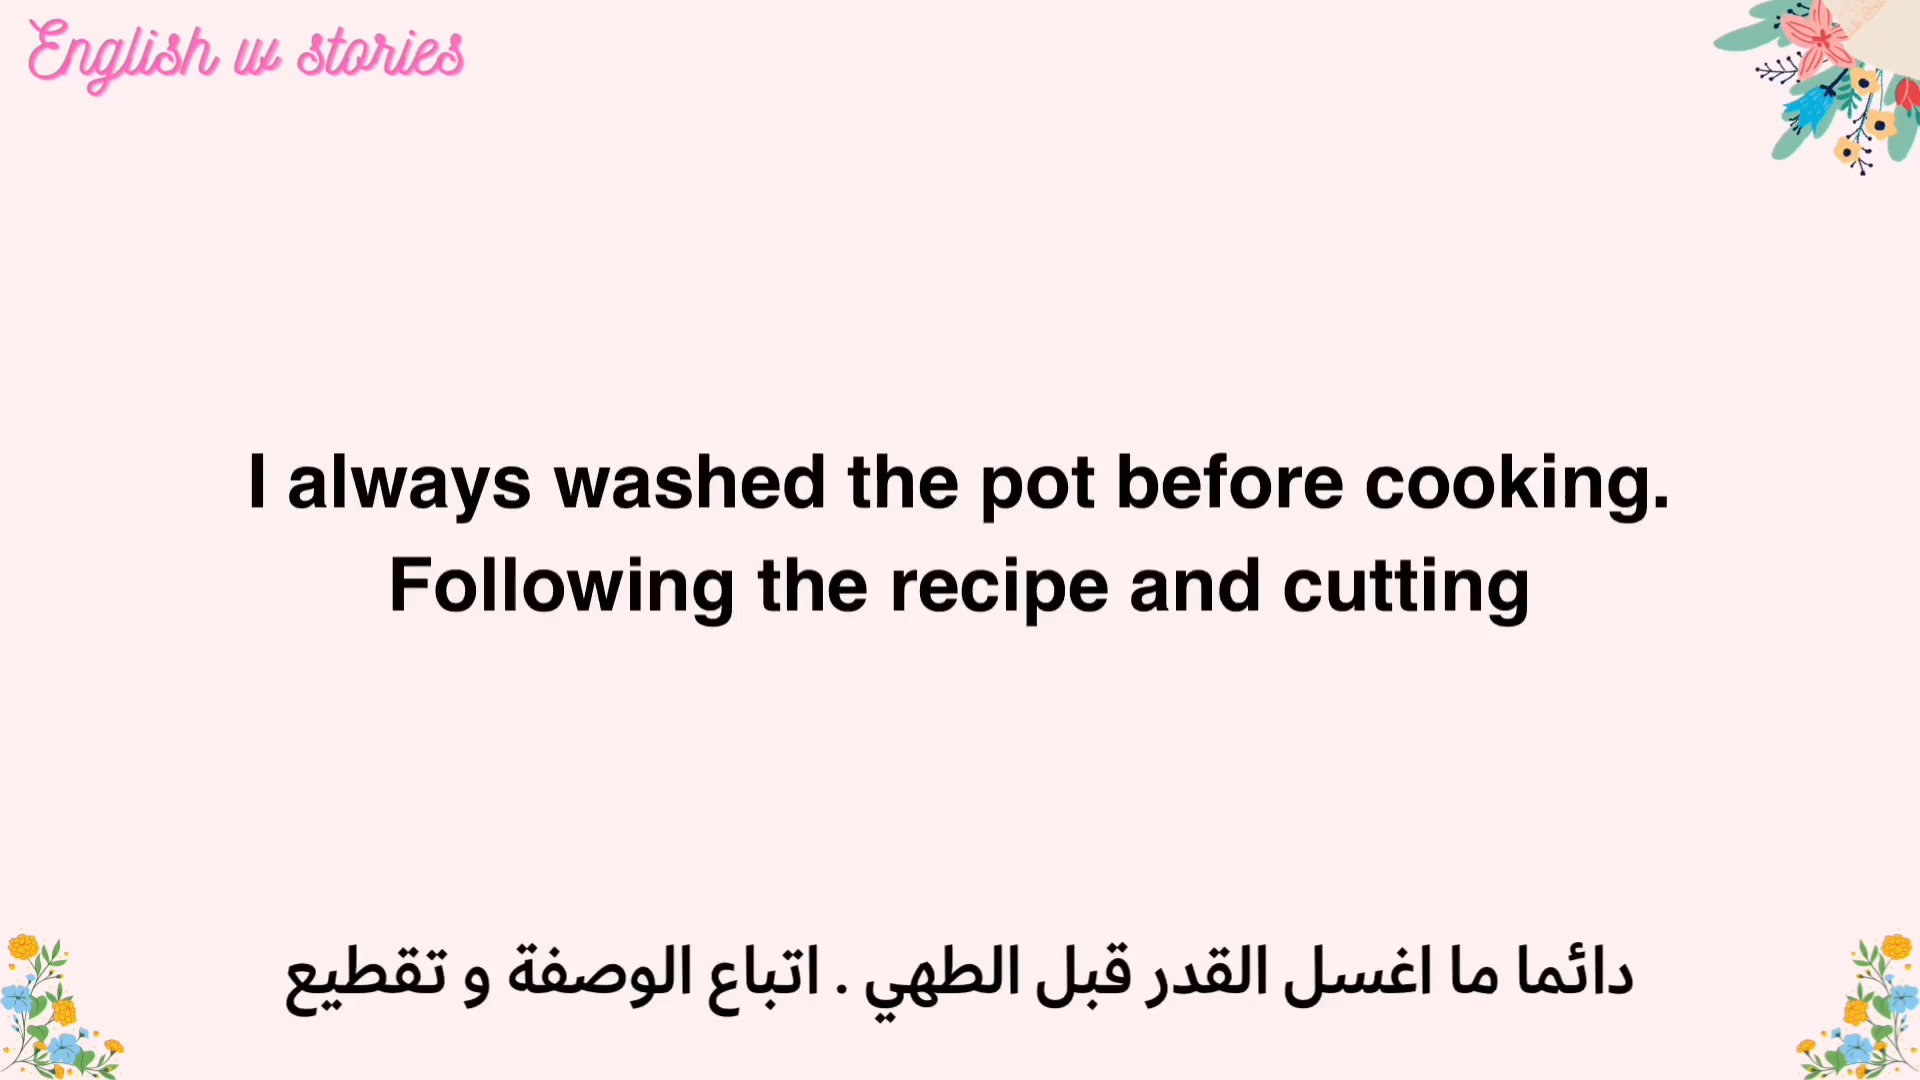 English w stories
I always washed the pot before cooking.
Following the recipe and cutting
دائما ما اغسل القدر قبل الطهي . اتباع الوصفة و تقطيع